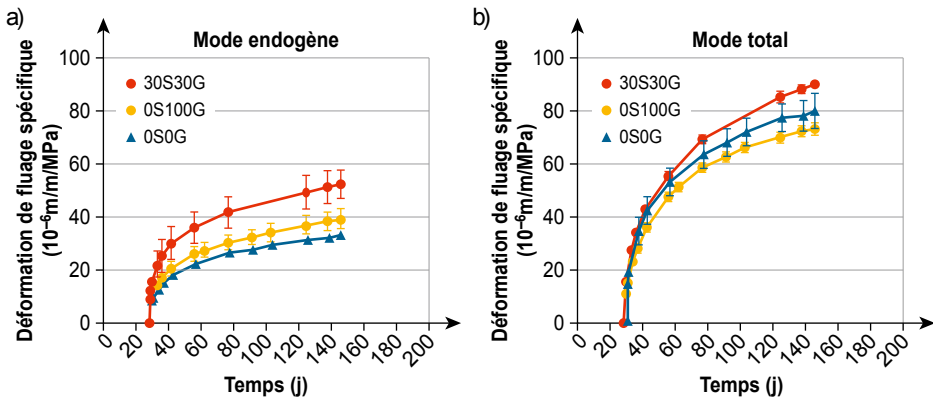 a)
Mode endogène
Déformation de fluage spécifique
(10⁻⁶m/m/MPa)
100
80
60
40
20
0
30S30G
0S100G
0S0G
0 20 40 60 80 100 120 140 160 180 200
Temps (j)
b)
Mode total
Déformation de fluage spécifique
(10⁻⁶m/m/MPa)
100
80
60
40
20
0
30S30G
0S100G
0S0G
0 20 40 60 80 100 120 140 160 180 200
Temps (j)